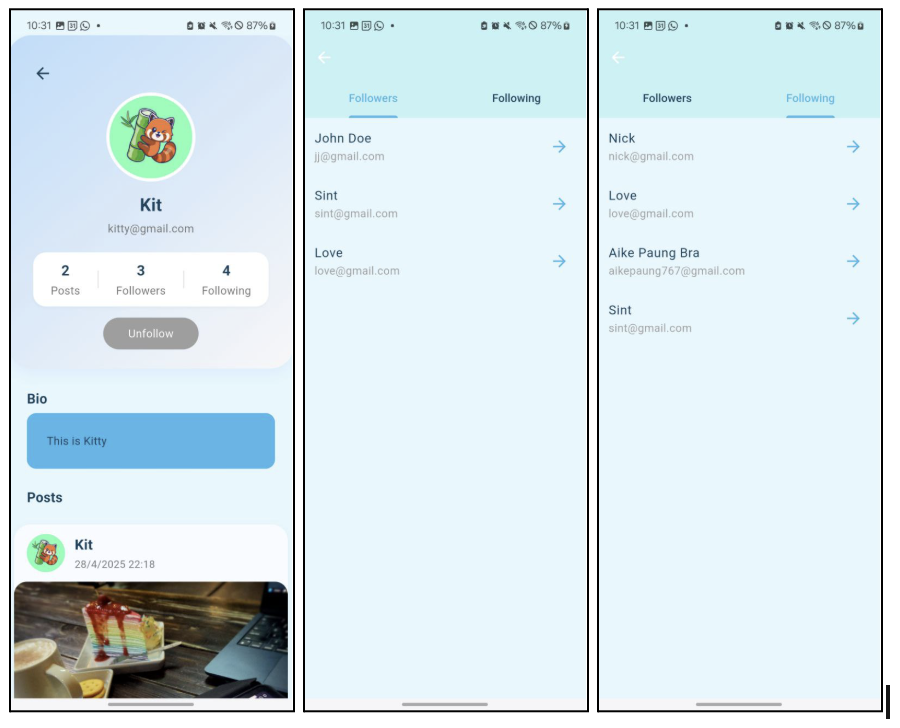 10:31 31 87%
Kit
kitty@gmail.com
2 3 4
Posts Followers Following
Unfollow
Bio
This is Kitty
Posts
Kit
28/4/2025 22:18
10:31 31 87%
Followers Following
John Doe
jj@gmail.com
Sint
sint@gmail.com
Love
love@gmail.com
10:31 31 87%
Followers Following
Nick
nick@gmail.com
Love
love@gmail.com
Aike Paung Bra
aikepaung767@gmail.com
Sint
sint@gmail.com